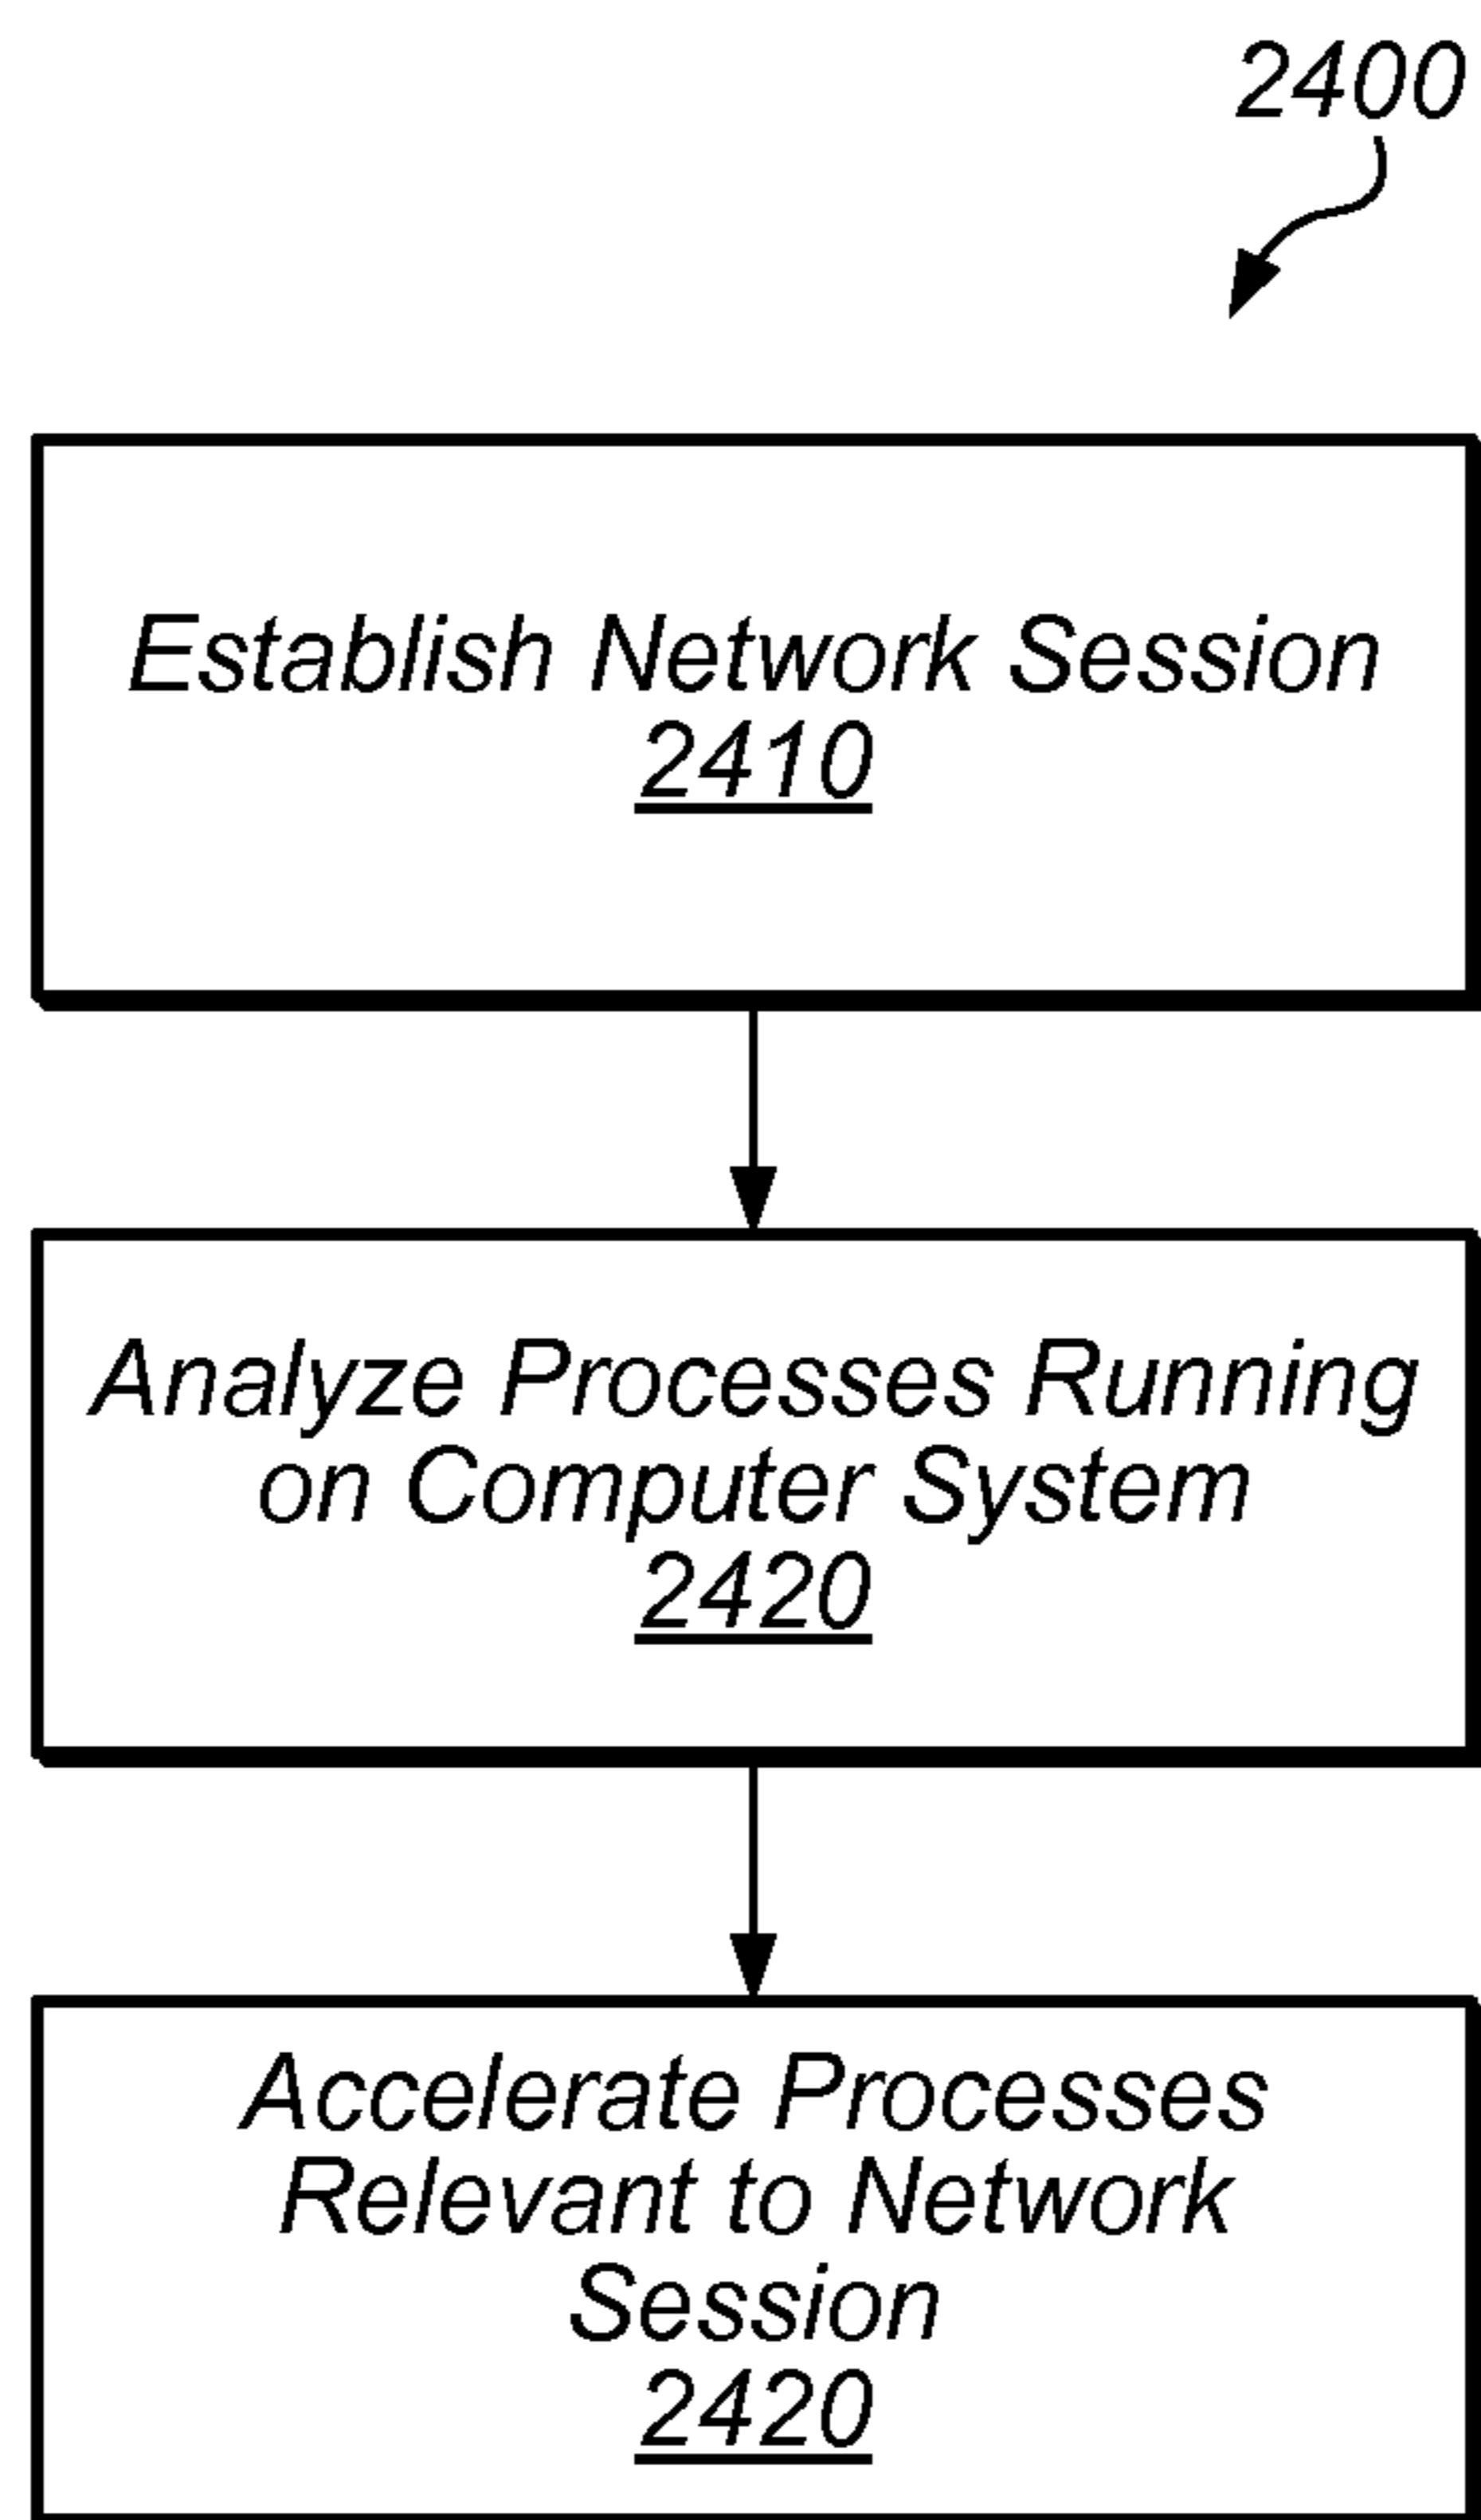 2400
Establish Network Session
2410
Analyze Processes Running
on Computer System
2420
Accelerate Processes
Relevant to Network
Session
2420